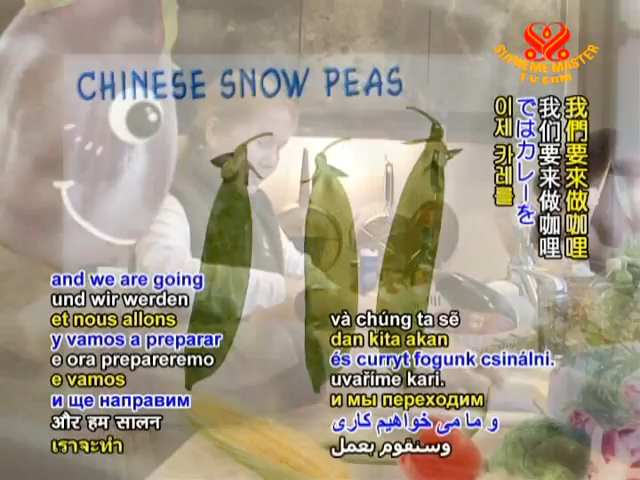 SUPREME MASTER
TV.COM
CHINESE SNOW PEAS
我們要來做咖哩
我们要来做咖哩
ではカレーを
이제 카레를
and we are going
und wir werden
et nous allons
y vamos a preparar
e ora prepareremo
e vamos
и ще направим
और हम सालन
เราจะทำ
và chúng ta sẽ
dan kita akan
és curryt fogunk csinálni.
uvaříme kari.
и мы переходим
و ما می خواهیم کاری
وسنقوم بعمل